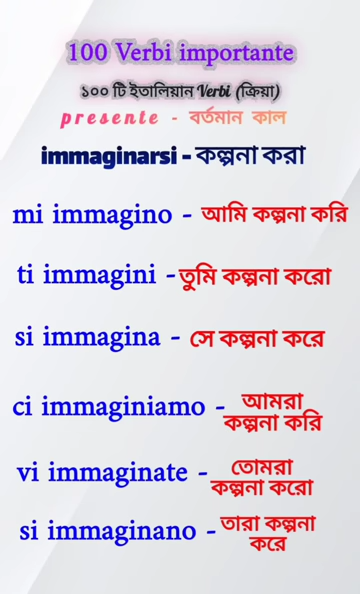 100 Verbi importante
১০০ টি ইতালিয়ান Verbi (ক্রিয়া)
presente - বর্তমান কাল
immaginarsi - কল্পনা করা
mi immagino - আমি কল্পনা করি
ti immagini - তুমি কল্পনা করো
si immagina - সে কল্পনা করে
ci immaginiamo - আমরা
কল্পনা করি
vi immaginate - তোমরা
কল্পনা করো
si immaginano - তারা কল্পনা
করে